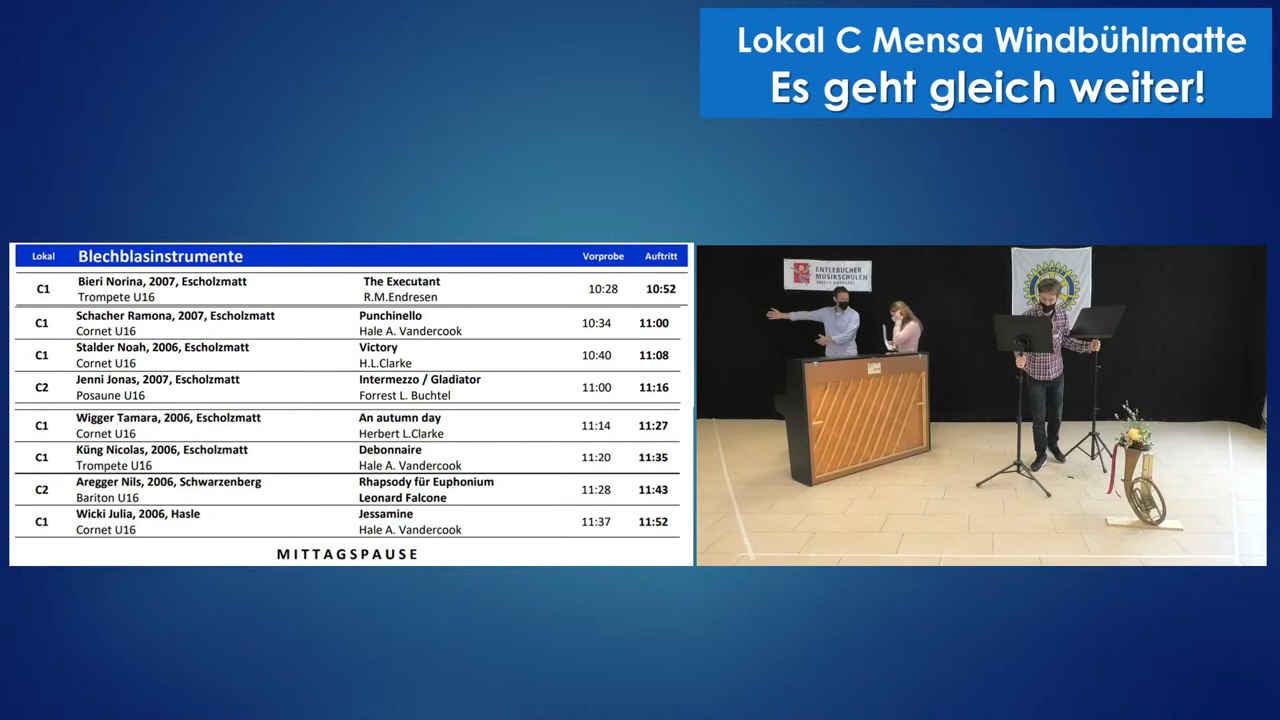 Lokal C Mensa Windbühlmatte
Es geht gleich weiter!
Lokal Blechblasinstrumente Vorprobe Auftritt
C1 Bieri Norina, 2007, Escholzmatt The Executant 10:28 10:52
Trompete U16 R.M.Endresen
C1 Schacher Ramona, 2007, Escholzmatt Punchinello 10:34 11:00
Cornet U16 Hale A. Vandercook
C1 Stalder Noah, 2006, Escholzmatt Victory 10:40 11:08
Cornet U16 H.L.Clarke
C2 Jenni Jonas, 2007, Escholzmatt Intermezzo / Gladiator 11:00 11:16
Posaune U16 Forrest L. Buchtel
C1 Wigger Tamara, 2006, Escholzmatt An autumn day 11:14 11:27
Cornet U16 Herbert L.Clarke
C1 Küng Nicolas, 2006, Escholzmatt Debonnaire 11:20 11:35
Trompete U16 Hale A. Vandercook
C2 Aregger Nils, 2006, Schwarzenberg Rhapsody für Euphonium 11:28 11:43
Bariton U16 Leonard Falcone
C1 Wicki Julia, 2006, Hasle Jessamine 11:37 11:52
Cornet U16 Hale A. Vandercook
MITTAGSPAUSE
ENTLEBUCHER
MUSIKSCHULEN
ROTARY